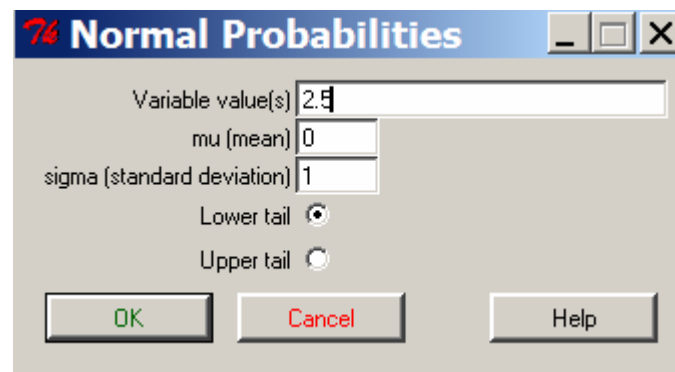 Normal Probabilities
Variable value(s) 2.5
mu (mean) 0
sigma (standard deviation) 1
Lower tail
Upper tail
OK Cancel Help